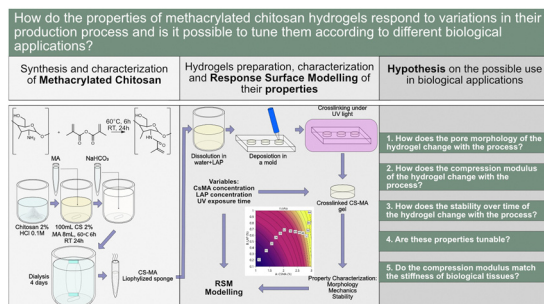 How do the properties of methacrylated chitosan hydrogels respond to variations in their
production process and is it possible to tune them according to different biological
applications?
Synthesis and characterization
of Methacrylated Chitosan
Hydrogels preparation, characterization
and Response Surface Modelling of
their properties
Hypothesis on the possible use
in biological applications
60°C, 6h
RT, 24h
MA
NaHCO₃
Chitosan 2%
HCl 0.1M
100mL CS 2%
MA 8mL, 60°C 6h
RT 24h
Dialysis
4 days
CS-MA
Liophylized sponge
Dissolution in
water+LAP
Depostion in
a mold
Crosslinking under
UV light
Variables:
CsMA concentration
LAP concentration
UV exposure time
Crosslinked CS-MA
gel
RSM
Modelling
Property Characterization:
Morphology
Mechanics
Stability
1. How does the pore morphology of the
hydrogel change with the process?
2. How does the compression modulus
of the hydrogel change with the
process?
3. How does the stability over time of
the hydrogel change with the process?
4. Are these properties tunable?
5. Do the compression modulus match
the stiffness of biological tissues?